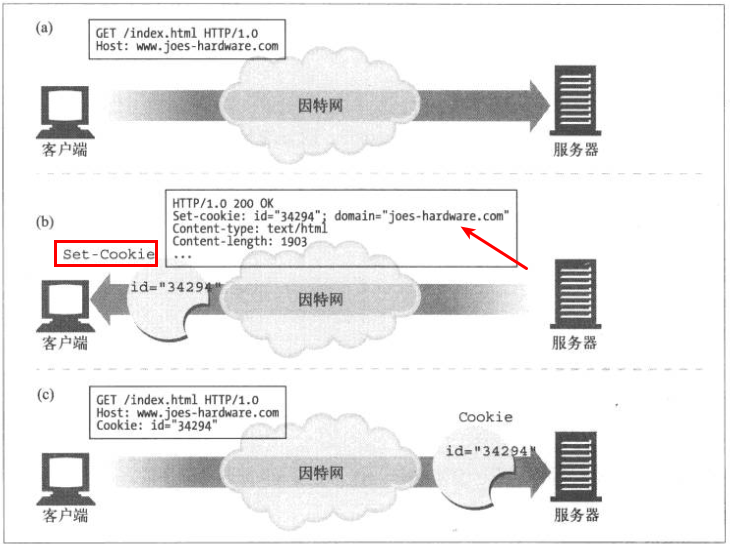 (a)
GET /index.html HTTP/1.0
Host: www.joes-hardware.com
因特网
客户端
服务器
(b)
HTTP/1.0 200 OK
Set-cookie: id="34294"; domain="joes-hardware.com"
Content-type: text/html
Content-length: 1903
...
Set-Cookie
id="34294"
因特网
客户端
服务器
(c)
GET /index.html HTTP/1.0
Host: www.joes-hardware.com
Cookie: id="34294"
Cookie
id="34294"
因特网
客户端
服务器